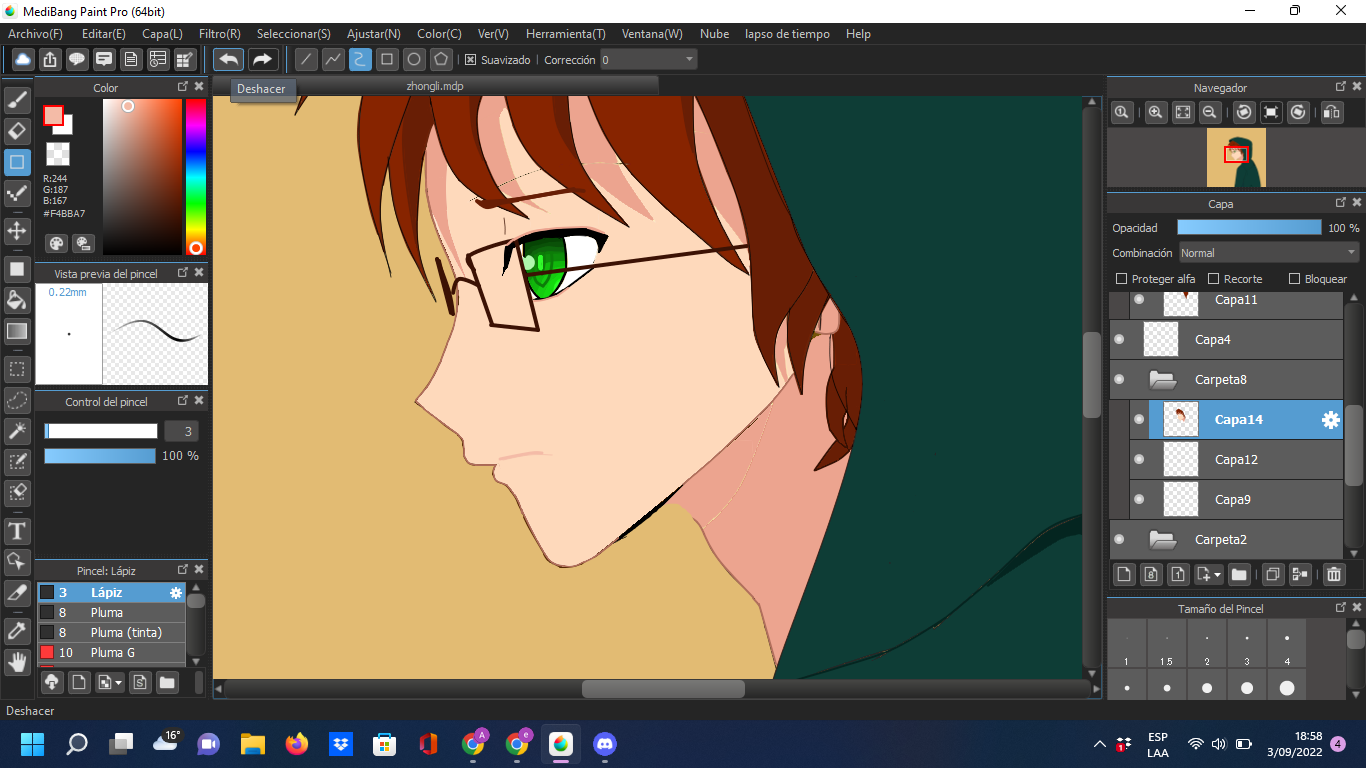 MediBang Paint Pro (64bit)
Archivo(F) Editar(E) Capa(L) Filtro(R) Seleccionar(S) Ajustar(N) Color(C) Ver(V) Herramienta(T) Ventana(W) Nube lapso de tiempo Help
Suavizado Corrección 0
Deshacer
zhongli.mdp
Color
R:244
G:187
B:167
#F4BBA7
Vista previa del pincel
0.22mm
Control del pincel
3
100 %
Pincel: Lápiz
3 Lápiz
8 Pluma
8 Pluma (tinta)
10 Pluma G
Navegador
Capa
Opacidad 100 %
Combinación Normal
Proteger alfa Recorte Bloquear
Capa11
Capa4
Carpeta8
Capa14
Capa12
Capa9
Carpeta2
Tamaño del Pincel
1 1.5 2 3 4
Deshacer
16°
A
e
1
ESP
LAA
18:58
3/09/2022
4